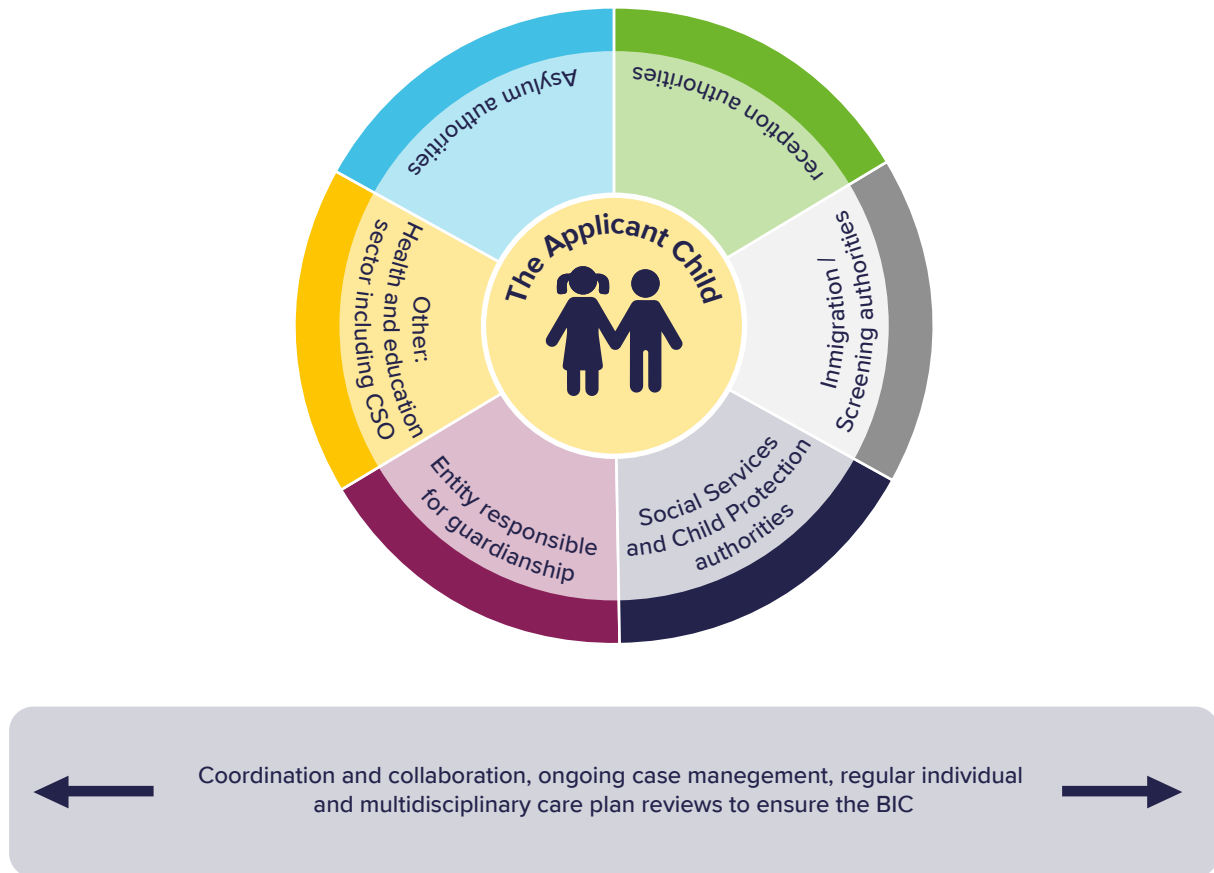 The Applicant Child
Asylum authorities
reception authorities
Inmigration /
Screening authorities
Social Services
and Child Protection
authorities
Entity responsible
for guardianship
Other:
Health and education
sector including CSO
Coordination and collaboration, ongoing case manegement, regular individual
and multidisciplinary care plan reviews to ensure the BIC